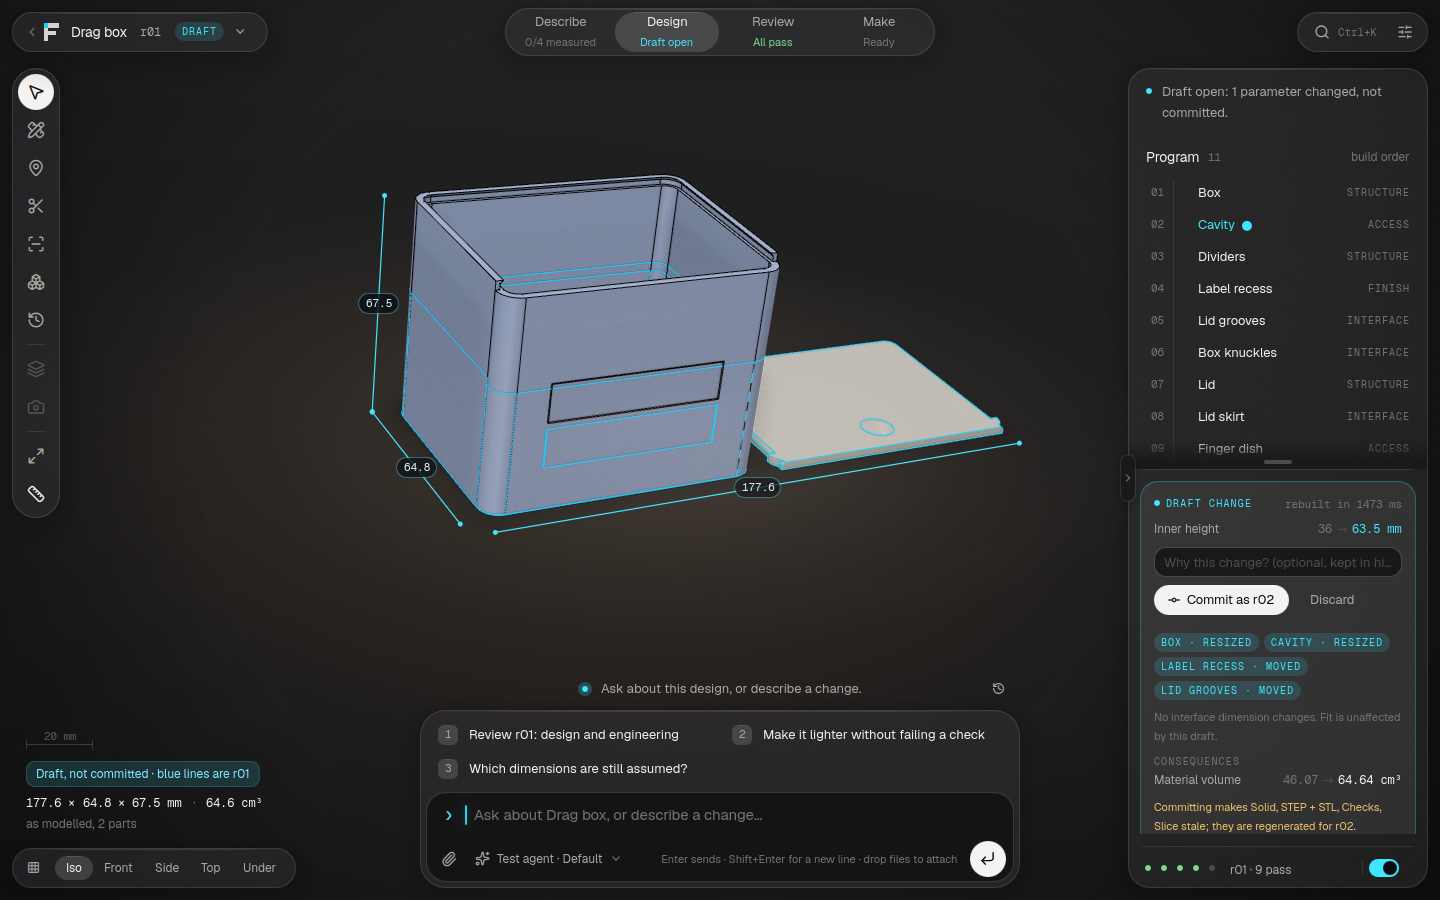 Drag box r01 DRAFT
Describe
0/4 measured
Design
Draft open
Review
All pass
Make
Ready
Ctrl+K
Draft open: 1 parameter changed, not
committed.
Program 11 build order
01 Box STRUCTURE
02 Cavity ACCESS
03 Dividers STRUCTURE
04 Label recess FINISH
05 Lid grooves INTERFACE
06 Box knuckles INTERFACE
07 Lid STRUCTURE
08 Lid skirt INTERFACE
09 Finger dish ACCESS
67.5
64.8
177.6
DRAFT CHANGE rebuilt in 1473 ms
Inner height 36 → 63.5 mm
Why this change? (optional, kept in hi…
Commit as r02 Discard
BOX · RESIZED CAVITY · RESIZED
LABEL RECESS · MOVED
LID GROOVES · MOVED
No interface dimension changes. Fit is unaffected
by this draft.
CONSEQUENCES
Material volume 46.07 → 64.64 cm³
Committing makes Solid, STEP + STL, Checks,
Slice stale; they are regenerated for r02.
r01 · 9 pass
Ask about this design, or describe a change.
1 Review r01: design and engineering
2 Make it lighter without failing a check
3 Which dimensions are still assumed?
Ask about Drag box, or describe a change…
Test agent · Default
Enter sends · Shift+Enter for a new line · drop files to attach
20 mm
Draft, not committed · blue lines are r01
177.6 × 64.8 × 67.5 mm · 64.6 cm³
as modelled, 2 parts
Iso Front Side Top Under